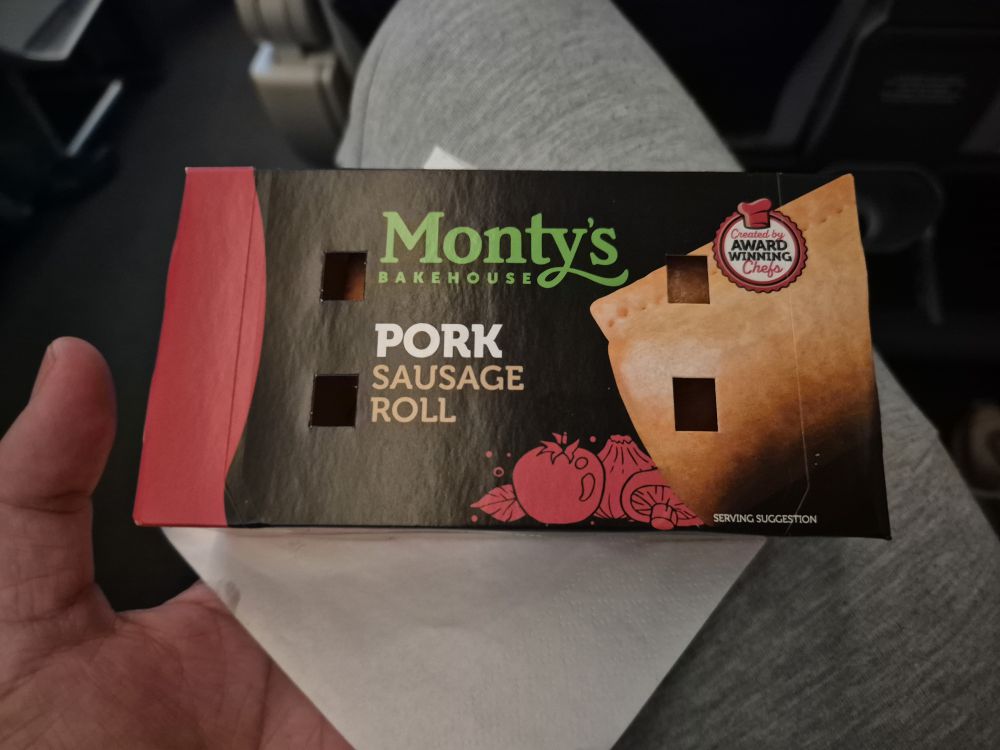 Monty's
BAKEHOUSE
PORK
SAUSAGE
ROLL
Created by
AWARD
WINNING
Chefs
SERVING SUGGESTION